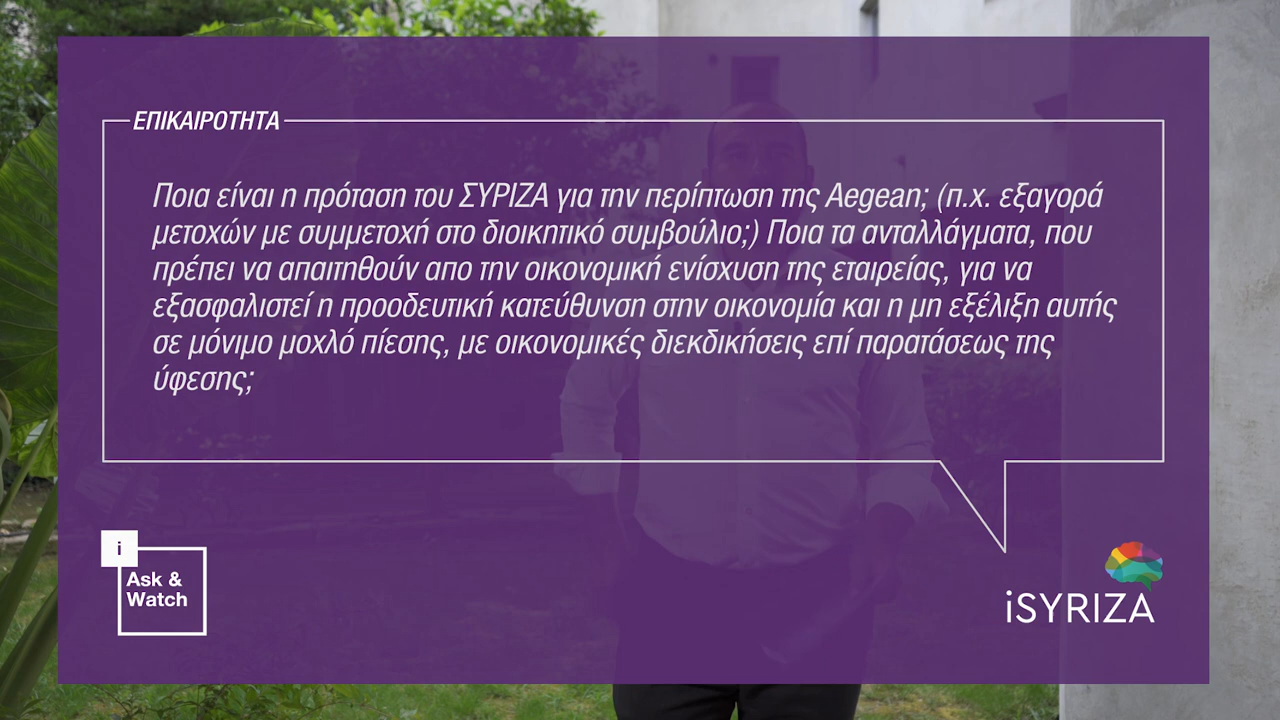 ΕΠΙΚΑΙΡΟΤΗΤΑ
Ποια είναι η πρόταση του ΣΥΡΙΖΑ για την περίπτωση της Aegean; (π.χ. εξαγορά
μετοχών με συμμετοχή στο διοικητικό συμβούλιο;) Ποια τα ανταλλάγματα, που
πρέπει να απαιτηθούν απο την οικονομική ενίσχυση της εταιρείας, για να
εξασφαλιστεί η προοδευτική κατεύθυνση στην οικονομία και η μη εξέλιξη αυτής
σε μόνιμο μοχλό πίεσης, με οικονομικές διεκδικήσεις επί παρατάσεως της
ύφεσης;
i
Ask &
Watch
iSYRIZA